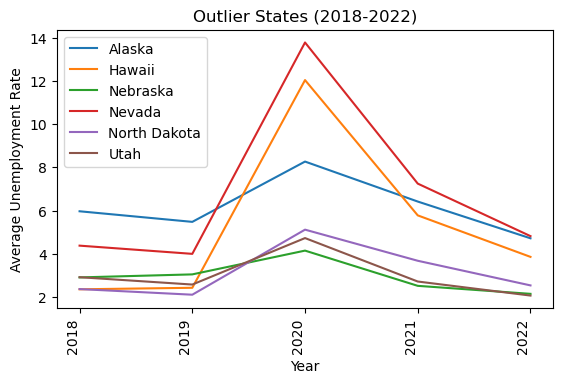 Outlier States (2018-2022)
Alaska
Hawaii
Nebraska
Nevada
North Dakota
Utah
Average Unemployment Rate
14
12
10
8
6
4
2
2018
2019
2020
2021
2022
Year